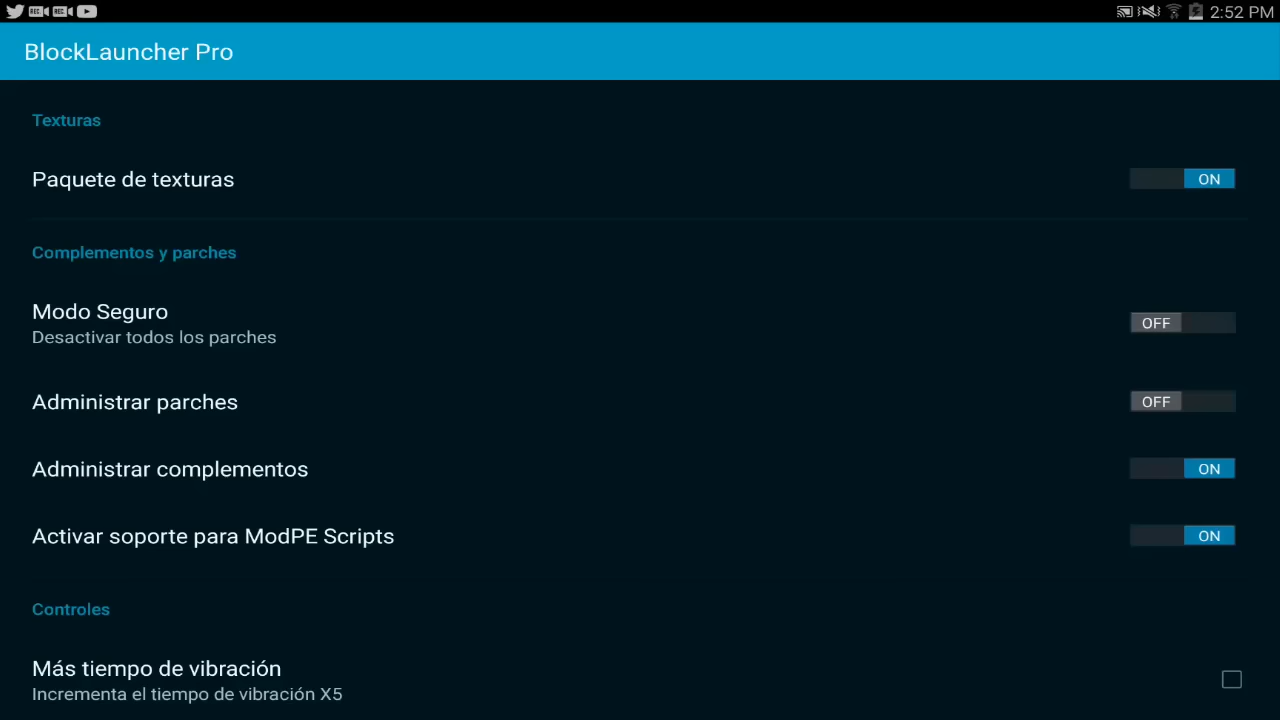 REC. REC. 2:52 PM
BlockLauncher Pro
Texturas
Paquete de texturas ON
Complementos y parches
Modo Seguro
Desactivar todos los parches OFF
Administrar parches OFF
Administrar complementos ON
Activar soporte para ModPE Scripts ON
Controles
Más tiempo de vibración
Incrementa el tiempo de vibración X5